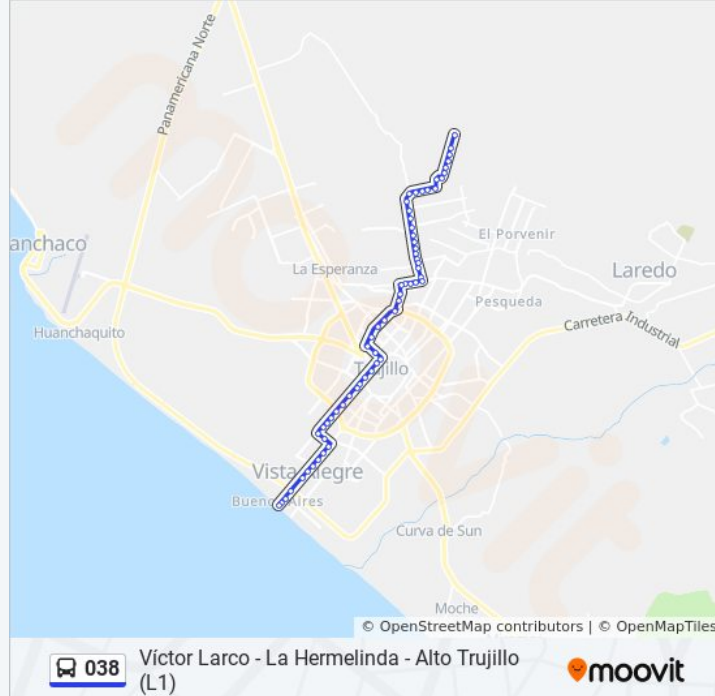 Panamericana Norte
anchaco
El Porvenir
La Esperanza
Laredo
Pesqueda
Huanchaquito
Carretera Industrial
Trujillo
Vista Alegre
Buenos Aires
Curva de Sun
Moche
© OpenStreetMap contributors | © OpenMapTiles
038
Víctor Larco - La Hermelinda - Alto Trujillo
(L1)
moovit